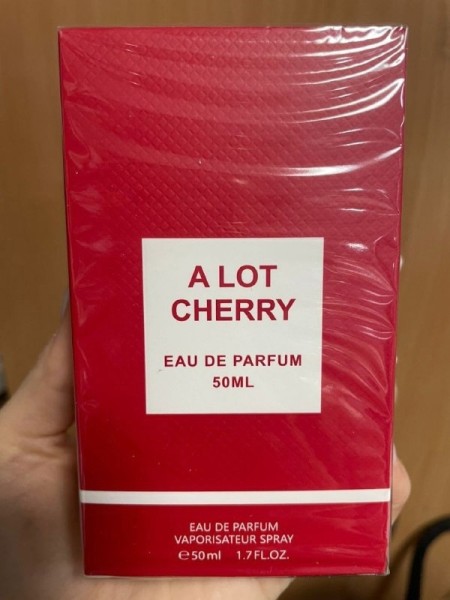 A LOT
CHERRY
EAU DE PARFUM
50ML
EAU DE PARFUM
VAPORISATEUR SPRAY
℮50ml 1.7FL.OZ.